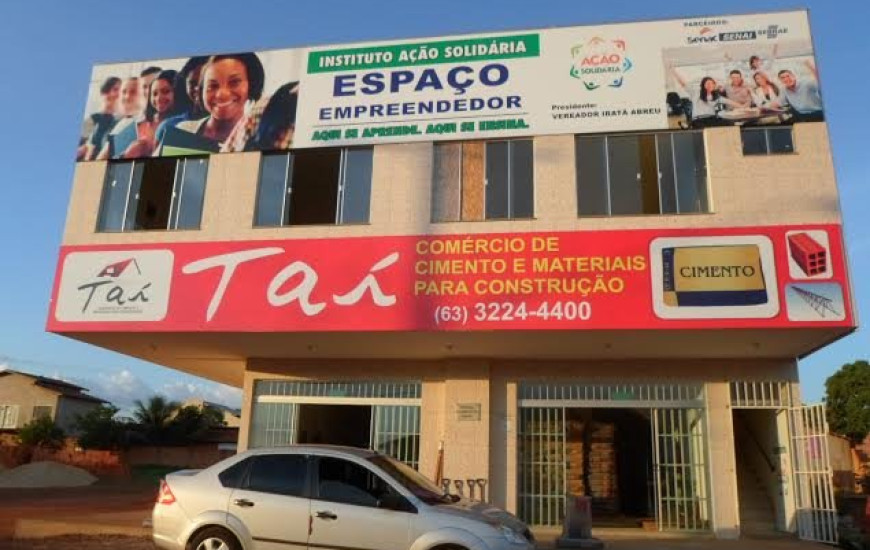 INSTITUTO AÇÃO SOLIDÁRIA
ESPAÇO
EMPREENDEDOR
AQUI SE APRENDE. AQUI SE ENSINA.
AÇÃO
SOLIDÁRIA
PARCEIROS:
Senac SENAI SEBRAE
Presidente:
VEREADOR IRATÃ ABREU
Taí
Taí
COMÉRCIO DE
CIMENTO E MATERIAIS
PARA CONSTRUÇÃO
(63) 3224-4400
CIMENTO